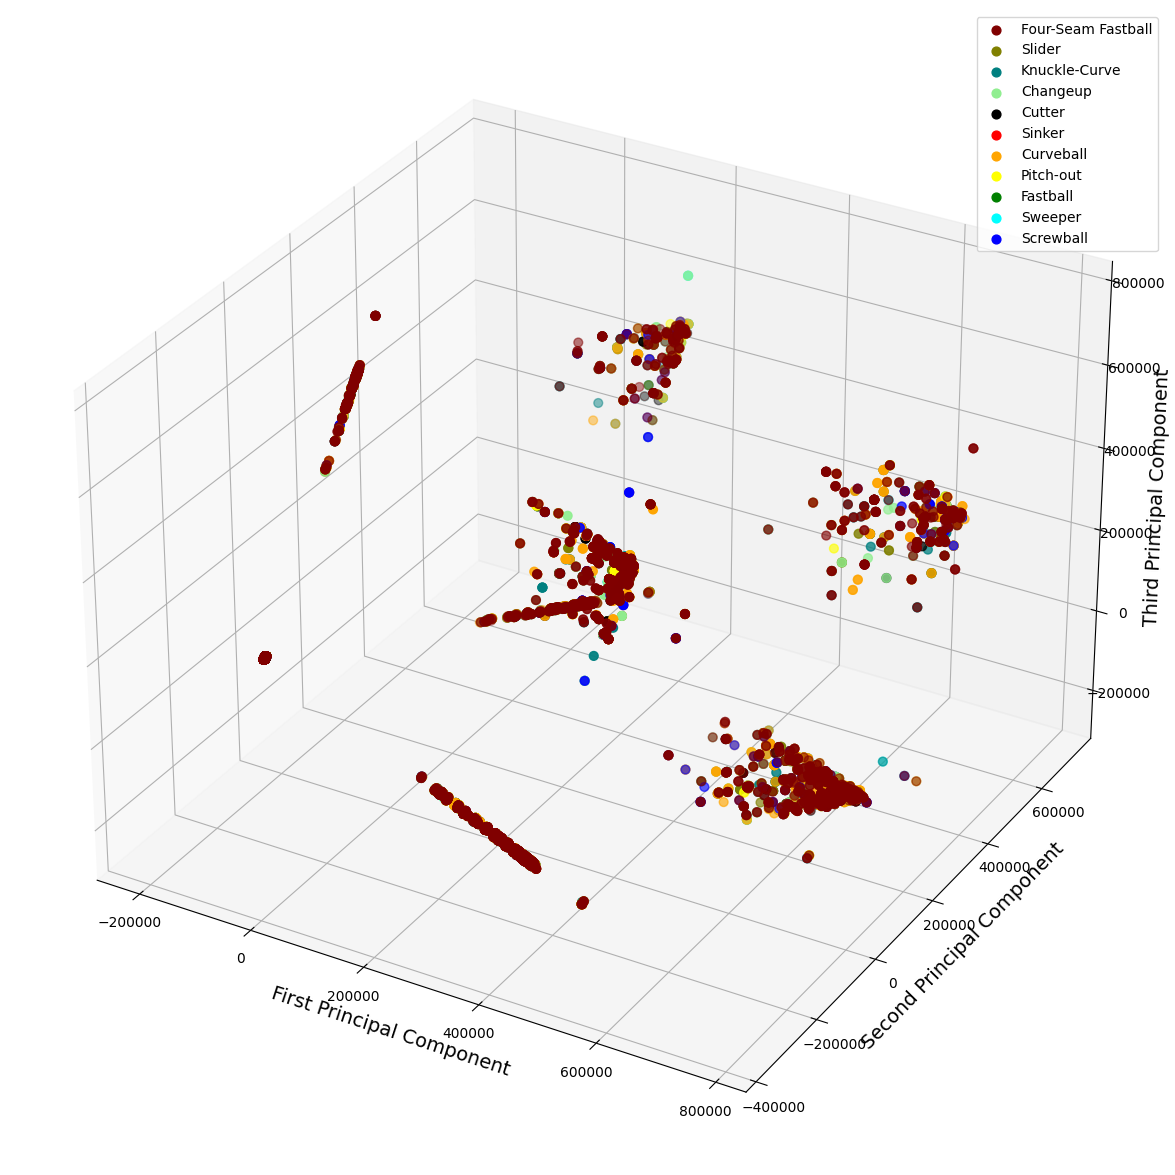 Four-Seam Fastball
Slider
Knuckle-Curve
Changeup
Cutter
Sinker
Curveball
Pitch-out
Fastball
Sweeper
Screwball
800000
600000
400000
200000
0
−200000
Third Principal Component
−200000
0
200000
400000
600000
800000
First Principal Component
−400000
−200000
0
200000
400000
600000
Second Principal Component